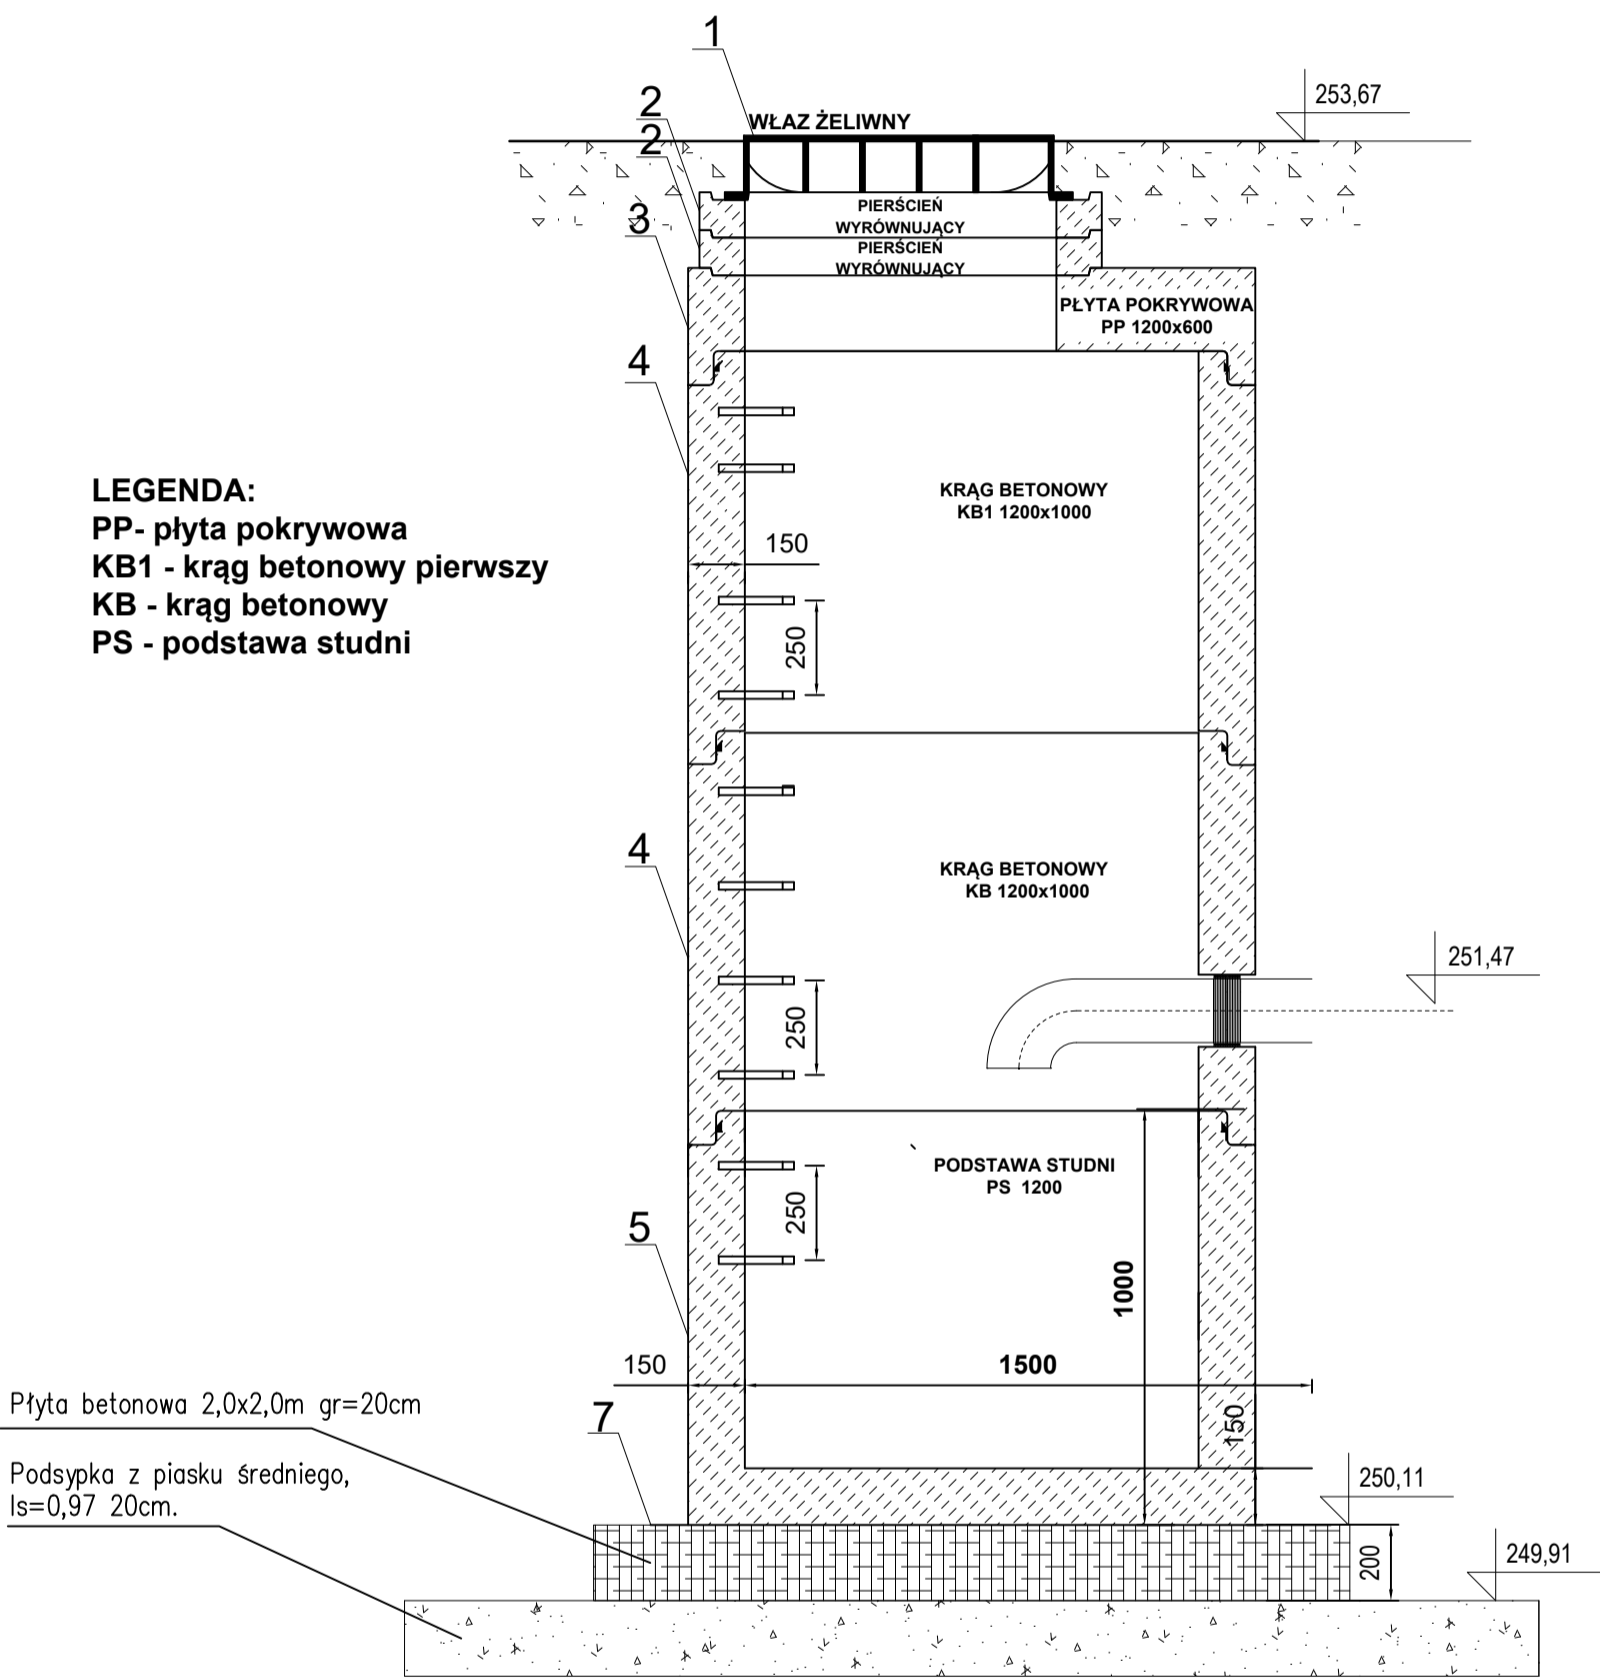 1
253,67
2
WŁAZ ŻELIWNY
2
PIERŚCIEŃ
WYRÓWNUJĄCY
3
PIERŚCIEŃ
WYRÓWNUJĄCY
PŁYTA POKRYWOWA
PP 1200x600
4
LEGENDA:
PP- płyta pokrywowa
KB1 - krąg betonowy pierwszy
KB - krąg betonowy
PS - podstawa studni
KRĄG BETONOWY
KB1 1200x1000
150
250
4
KRĄG BETONOWY
KB 1200x1000
251,47
250
PODSTAWA STUDNI
PS 1200
250
5
1000
150
1500
Płyta betonowa 2,0x2,0m gr=20cm
7
150
Podsypka z piasku średniego,
Is=0,97 20cm.
250,11
200
249,91